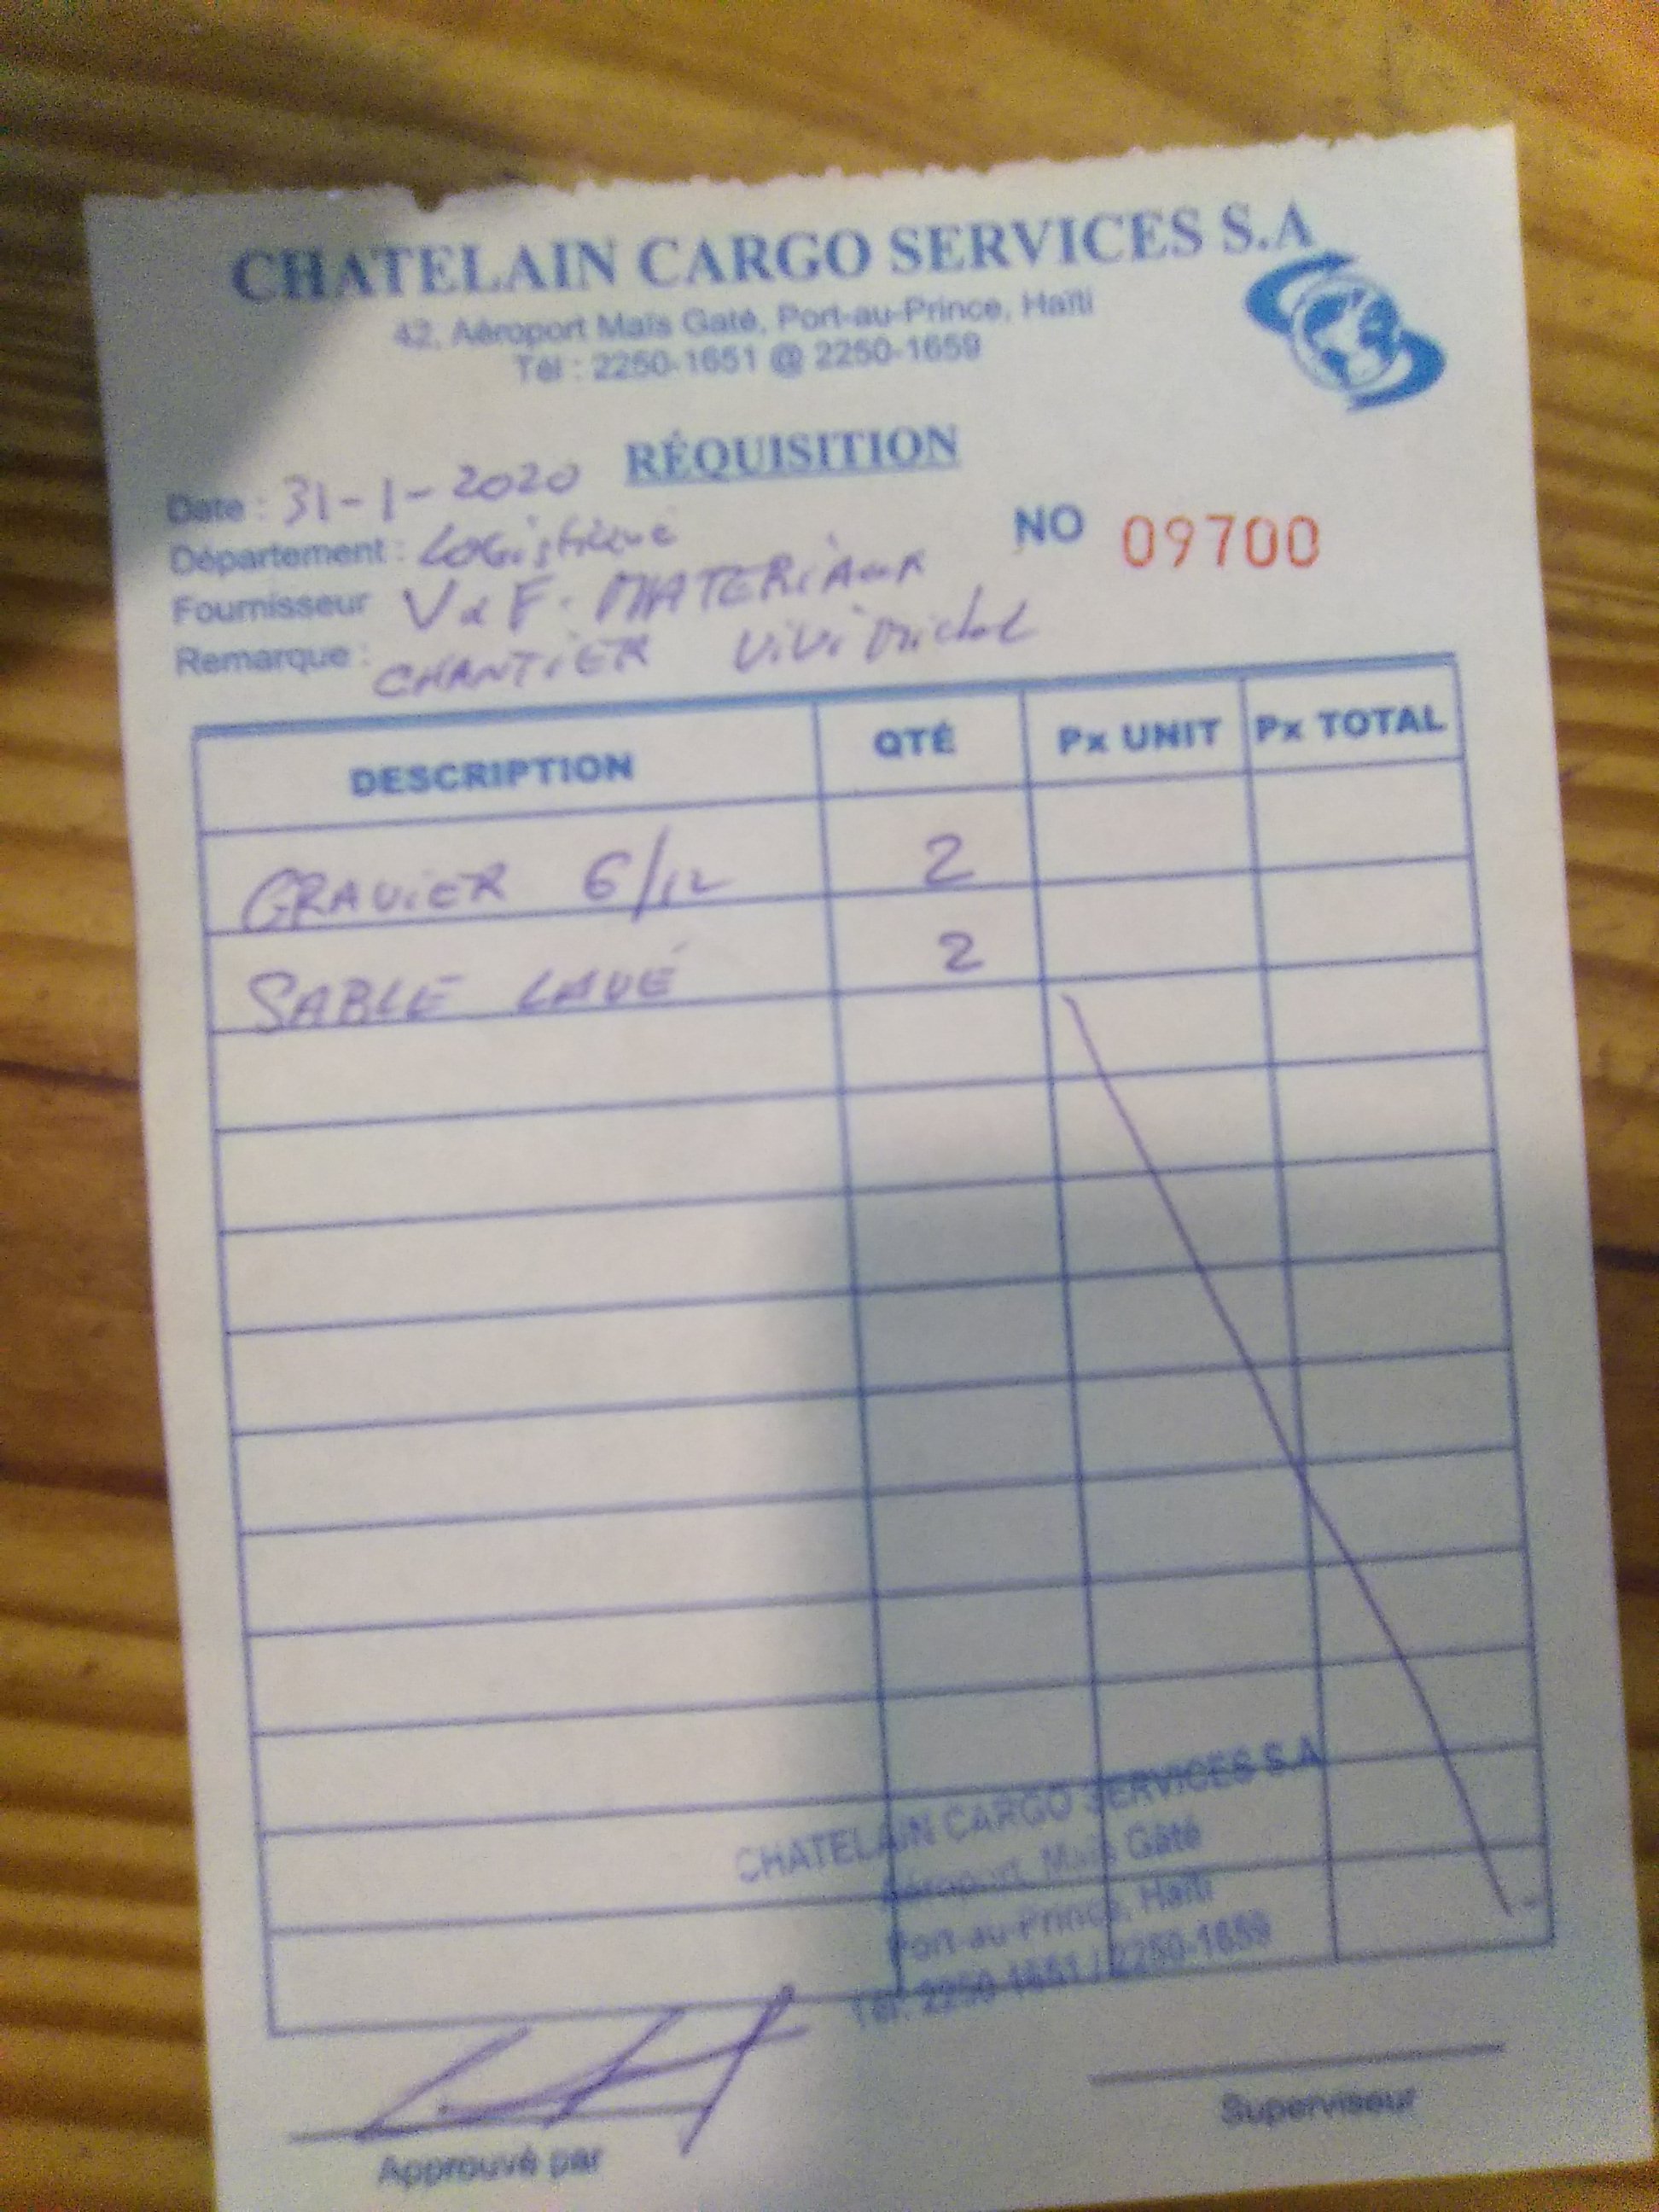 CHATELAIN CARGO SERVICES S.A
42, Aéroport Maïs Gaté, Port-au-Prince, Haïti
Tél : 2250-1651 @ 2250-1659
RÉQUISITION
Date : 31-1-2020
Département : Logistique
NO 09700
Fournisseur V & F. MATERIAUX
Remarque : CHANTIER ViVi Michel
DESCRIPTION QTÉ Px UNIT Px TOTAL
GRAVIER 6/12 2
SABLE LAVÉ 2
CHATELAIN CARGO SERVICES S.A
Aéroport, Maïs Gâté
Port-au-Prince, Haïti
Tél: 2250-1651 / 2250-1659
Approuvé par
Superviseur